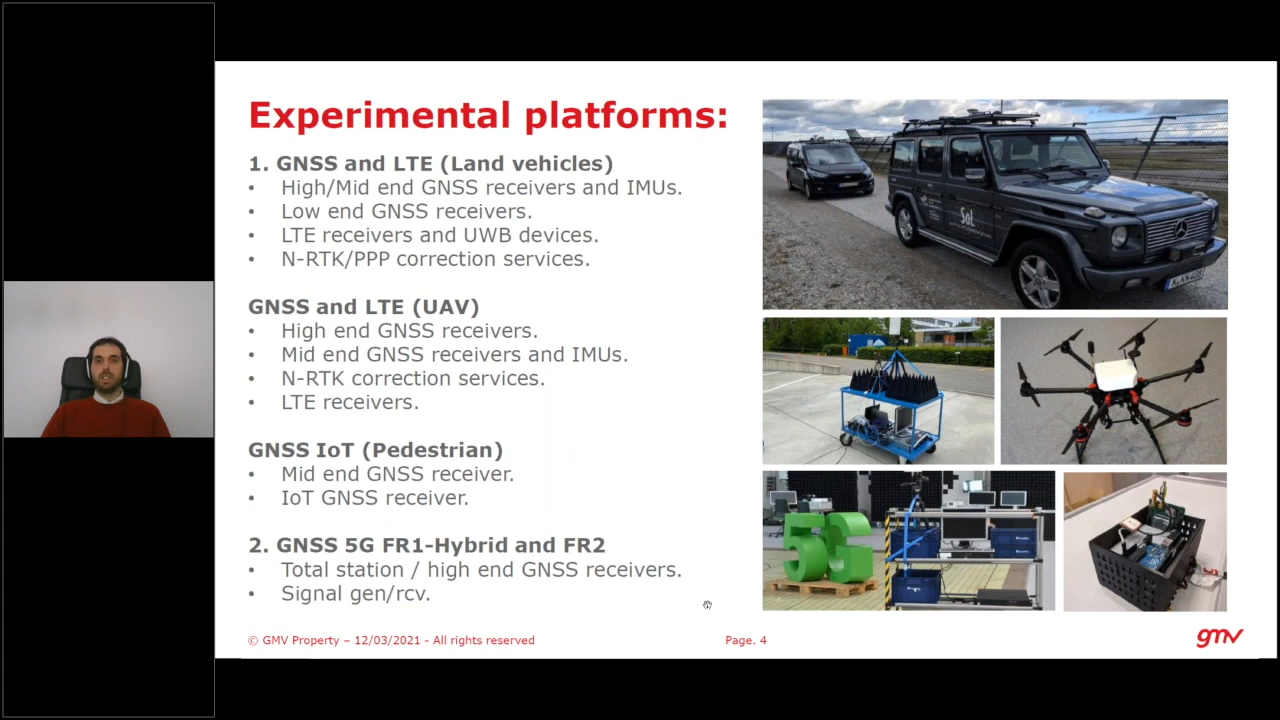 Experimental platforms:
1. GNSS and LTE (Land vehicles)
• High/Mid end GNSS receivers and IMUs.
• Low end GNSS receivers.
• LTE receivers and UWB devices.
• N-RTK/PPP correction services.
GNSS and LTE (UAV)
• High end GNSS receivers.
• Mid end GNSS receivers and IMUs.
• N-RTK correction services.
• LTE receivers.
GNSS IoT (Pedestrian)
• Mid end GNSS receiver.
• IoT GNSS receiver.
2. GNSS 5G FR1-Hybrid and FR2
• Total station / high end GNSS receivers.
• Signal gen/rcv.
SoL
5G
© GMV Property – 12/03/2021 - All rights reserved
Page. 4
gmv